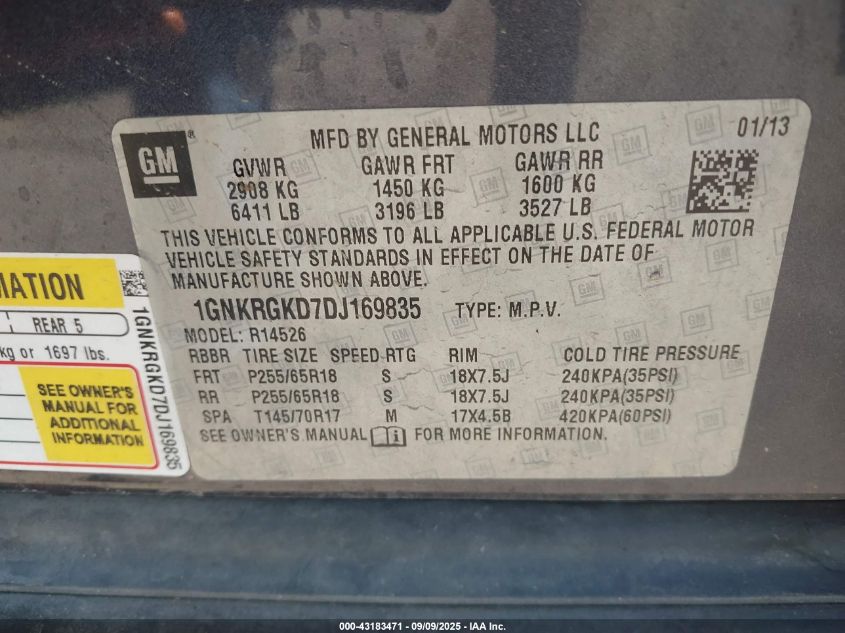 GM
MFD BY GENERAL MOTORS LLC
01/13
GVWR GAWR FRT GAWR RR
2908 KG 1450 KG 1600 KG
6411 LB 3196 LB 3527 LB
THIS VEHICLE CONFORMS TO ALL APPLICABLE U.S. FEDERAL MOTOR
VEHICLE SAFETY STANDARDS IN EFFECT ON THE DATE OF
MANUFACTURE SHOWN ABOVE.
1GNKRGKD7DJ169835 TYPE: M.P.V.
MODEL: R14526
RBBR TIRE SIZE SPEED RTG RIM COLD TIRE PRESSURE
FRT P255/65R18 S 18X7.5J 240KPA(35PSI)
RR P255/65R18 S 18X7.5J 240KPA(35PSI)
SPA T145/70R17 M 17X4.5B 420KPA(60PSI)
SEE OWNER'S MANUAL FOR MORE INFORMATION.
MATION
REAR 5
kg or 1697 lbs.
SEE OWNER'S
MANUAL FOR
ADDITIONAL
INFORMATION
1GNKRGKD7DJ169835
000-43183471 - 09/09/2025 - IAA Inc.